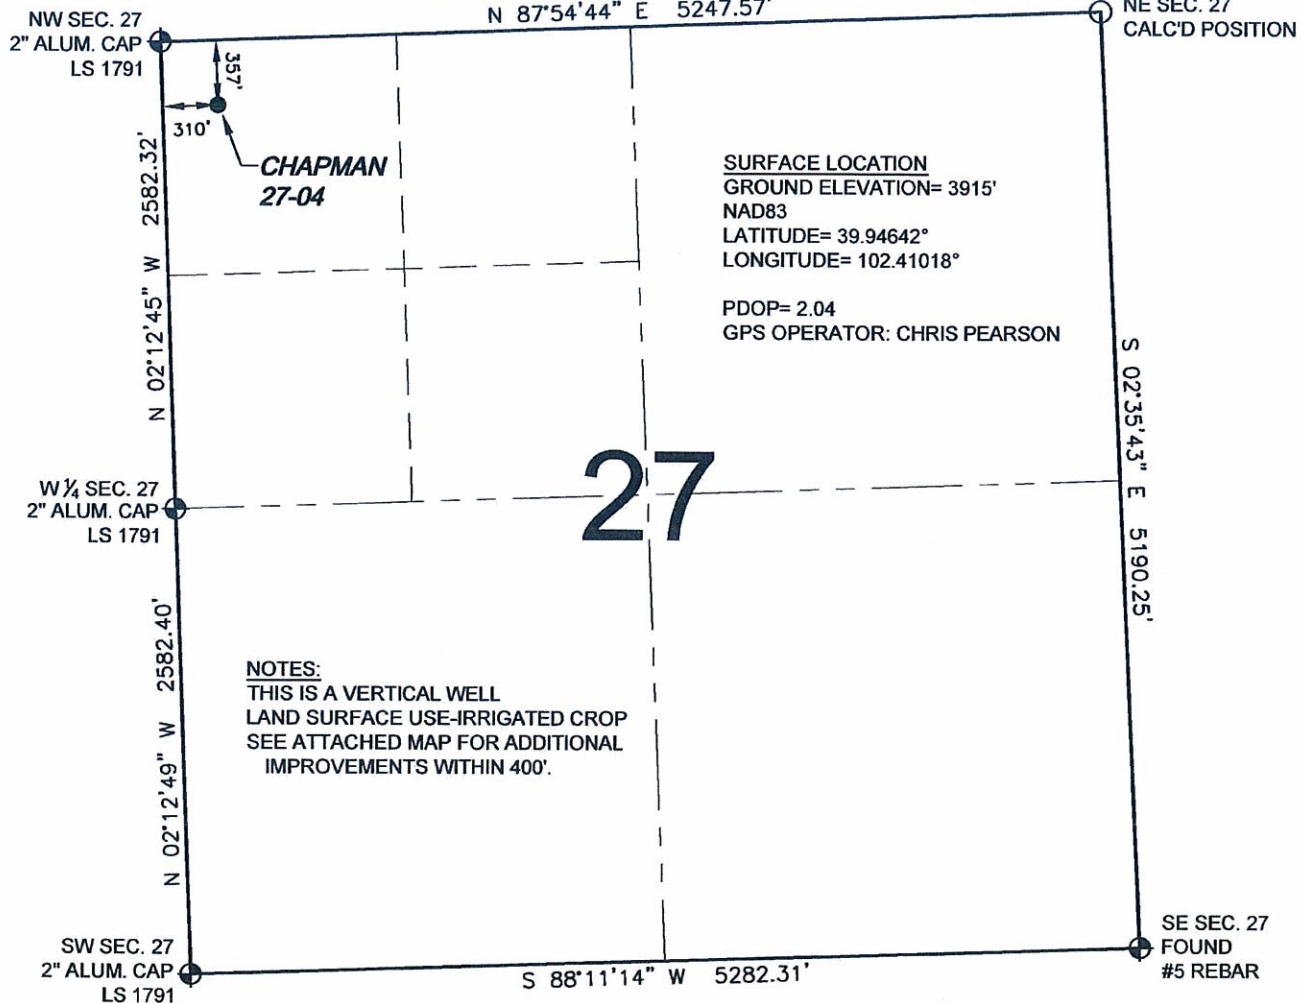 NW SEC. 27
2" ALUM. CAP
LS 1791
N 87°54'44" E 5247.57'
NE SEC. 27
CALC'D POSITION
357'
310'
CHAPMAN
27-04
N 02°12'45" W 2582.32'
SURFACE LOCATION
GROUND ELEVATION= 3915'
NAD83
LATITUDE= 39.94642°
LONGITUDE= 102.41018°
PDOP= 2.04
GPS OPERATOR: CHRIS PEARSON
S 02°35'43" E 5190.25'
27
W ¼ SEC. 27
2" ALUM. CAP
LS 1791
N 02°12'49" W 2582.40'
NOTES:
THIS IS A VERTICAL WELL
LAND SURFACE USE-IRRIGATED CROP
SEE ATTACHED MAP FOR ADDITIONAL
IMPROVEMENTS WITHIN 400'.
SW SEC. 27
2" ALUM. CAP
LS 1791
S 88°11'14" W 5282.31'
SE SEC. 27
FOUND
#5 REBAR